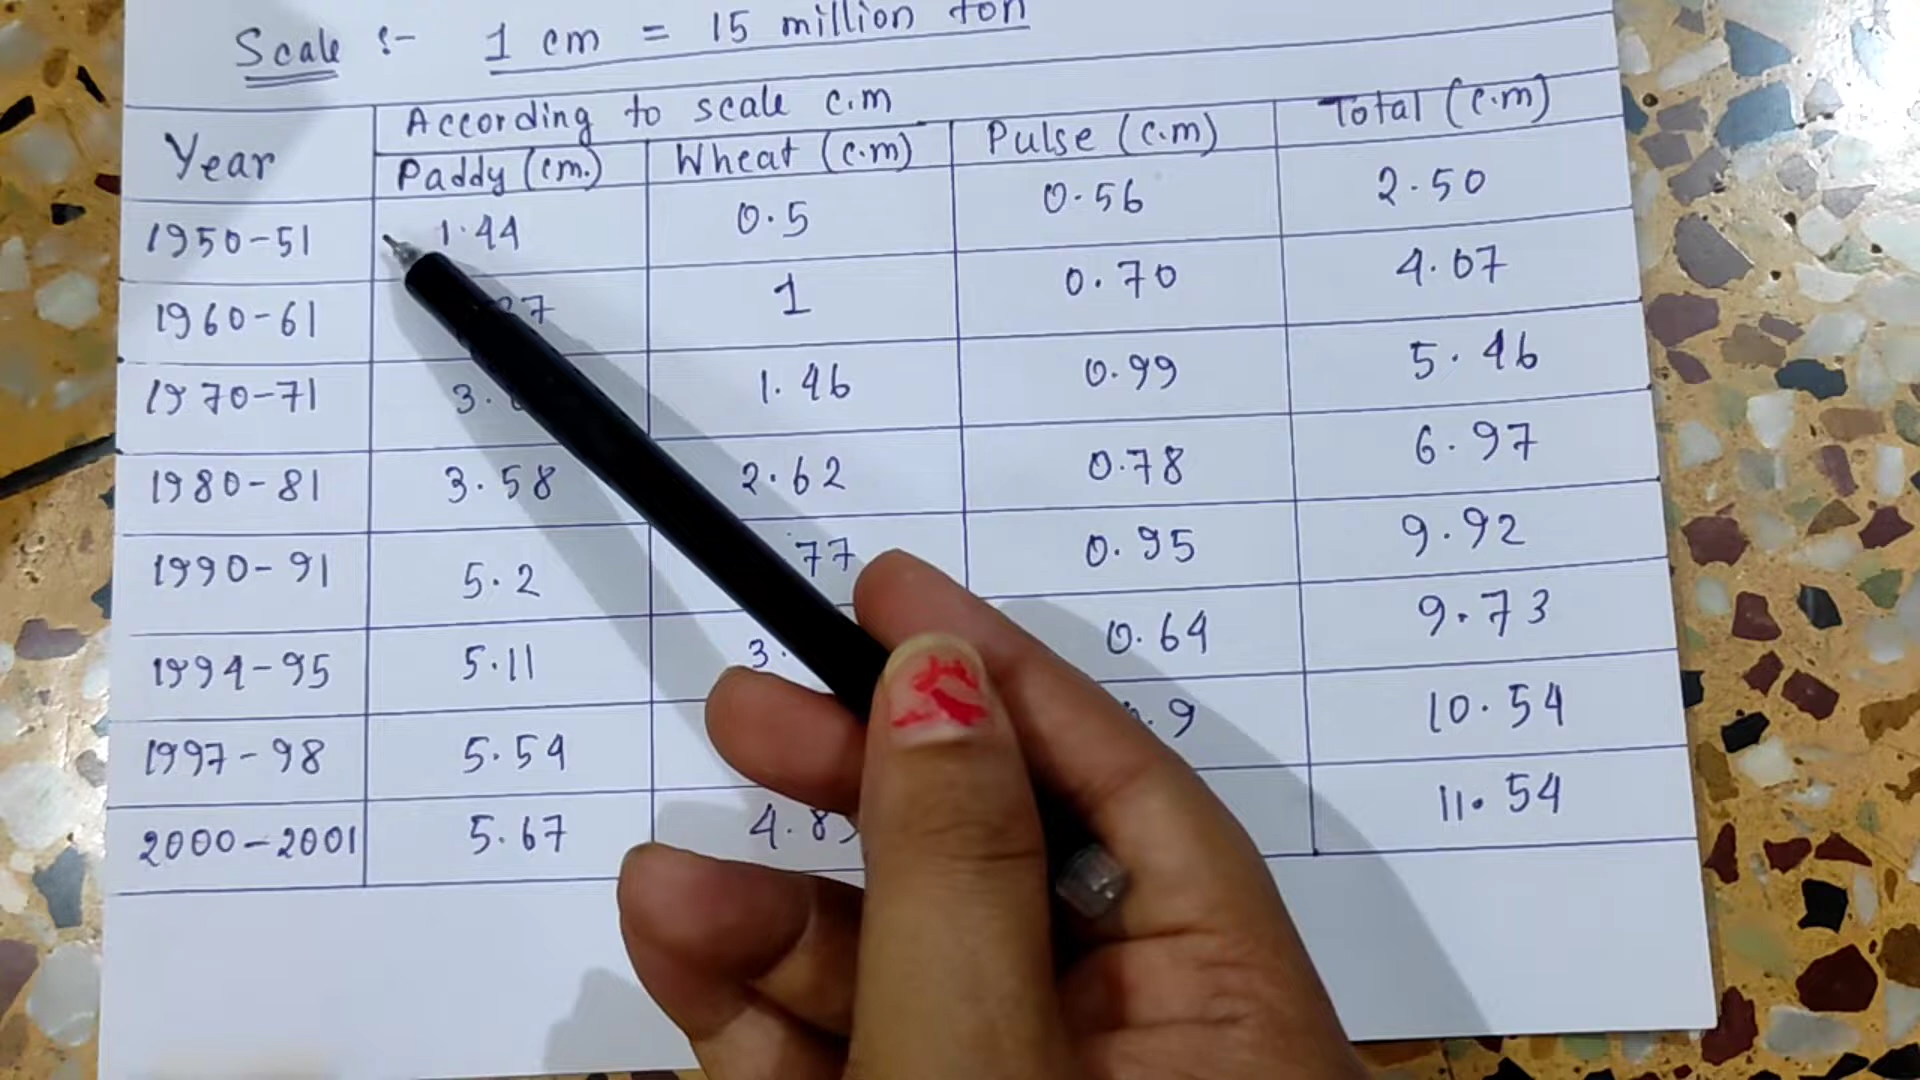 Scale :- 1 cm = 15 million ton
Year According to scale c.m
Paddy (cm.) Wheat (c.m) Pulse (c.m) Total (c.m)
1950-51 1.44 0.5 0.56 2.50
1960-61 1 0.70 4.07
1970-71 1.46 0.99 5.46
1980-81 3.58 2.62 0.78 6.97
1990-91 5.2 0.95 9.92
1994-95 5.11 0.64 9.73
1997-98 5.54 10.54
2000-2001 5.67 11.54